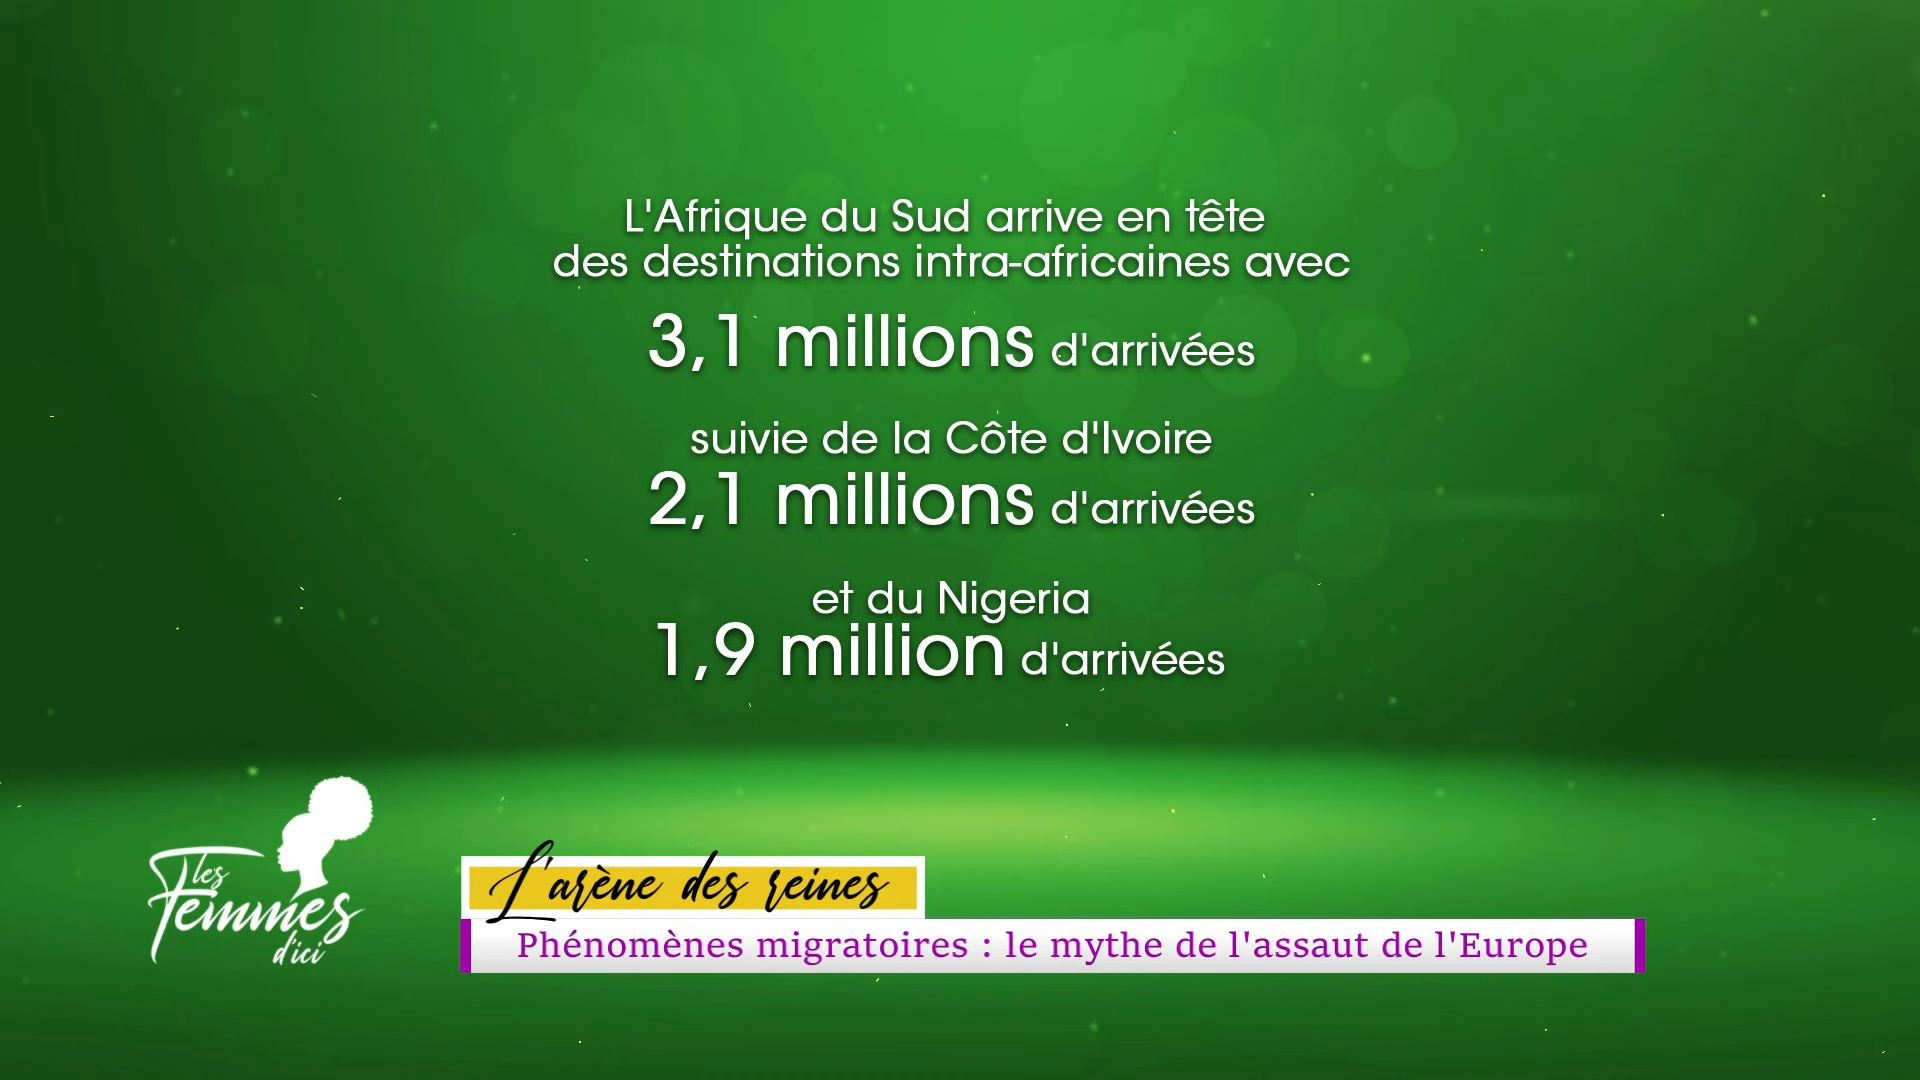 L'Afrique du Sud arrive en tête
des destinations intra-africaines avec
3,1 millions d'arrivées
suivie de la Côte d'Ivoire
2,1 millions d'arrivées
et du Nigeria
1,9 million d'arrivées
les
Femmes
d'ici
L'arène des reines
Phénomènes migratoires : le mythe de l'assaut de l'Europe